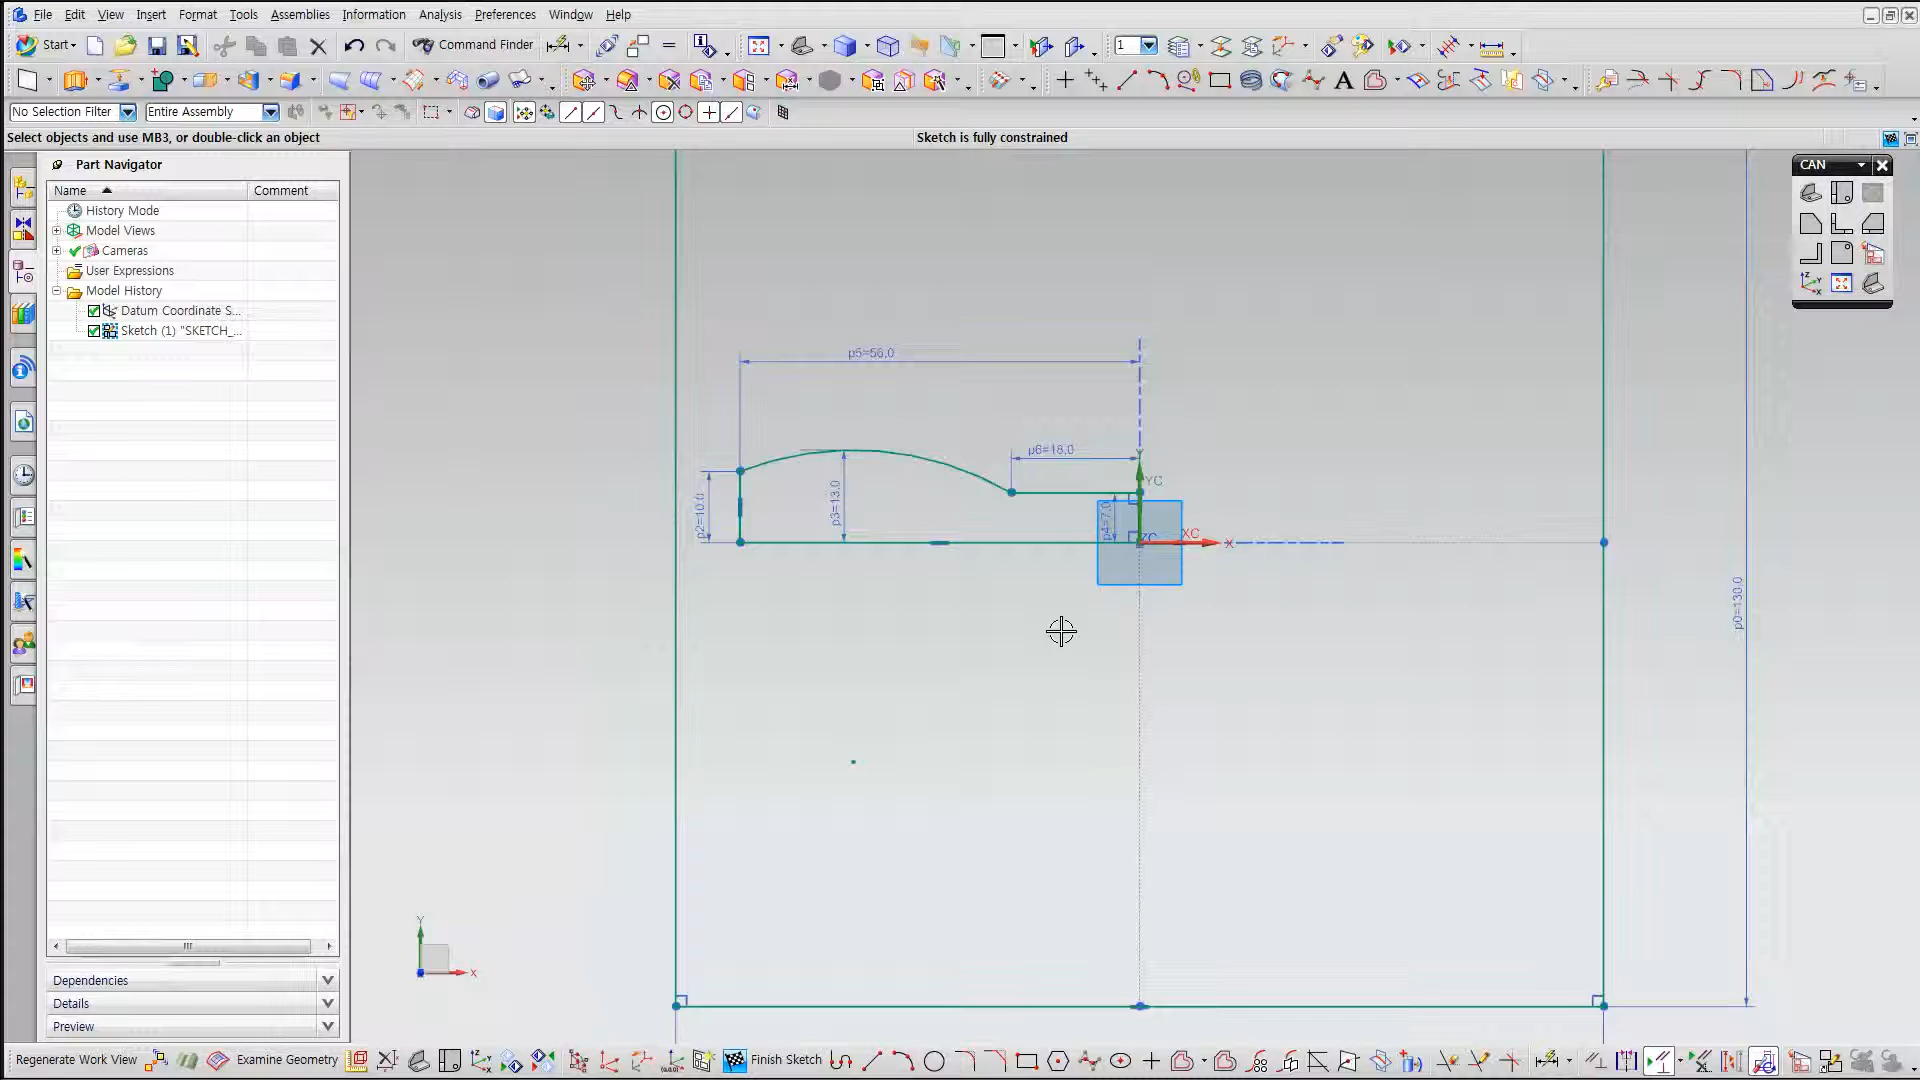 File Edit View Insert Format Tools Assemblies Information Analysis Preferences Window Help
Start Command Finder 1
No Selection Filter Entire Assembly
Select objects and use MB3, or double-click an object Sketch is fully constrained
Part Navigator
Name Comment
History Mode
Model Views
Cameras
User Expressions
Model History
Datum Coordinate S...
Sketch (1) "SKETCH_...
Dependencies
Details
Preview
CAN
p5=56,0
p6=18,0
p2=10,0
p3=13,0
p4=7,0
YC
Y
XC
X
p0=130,0
Y
X
Regenerate Work View Examine Geometry Finish Sketch